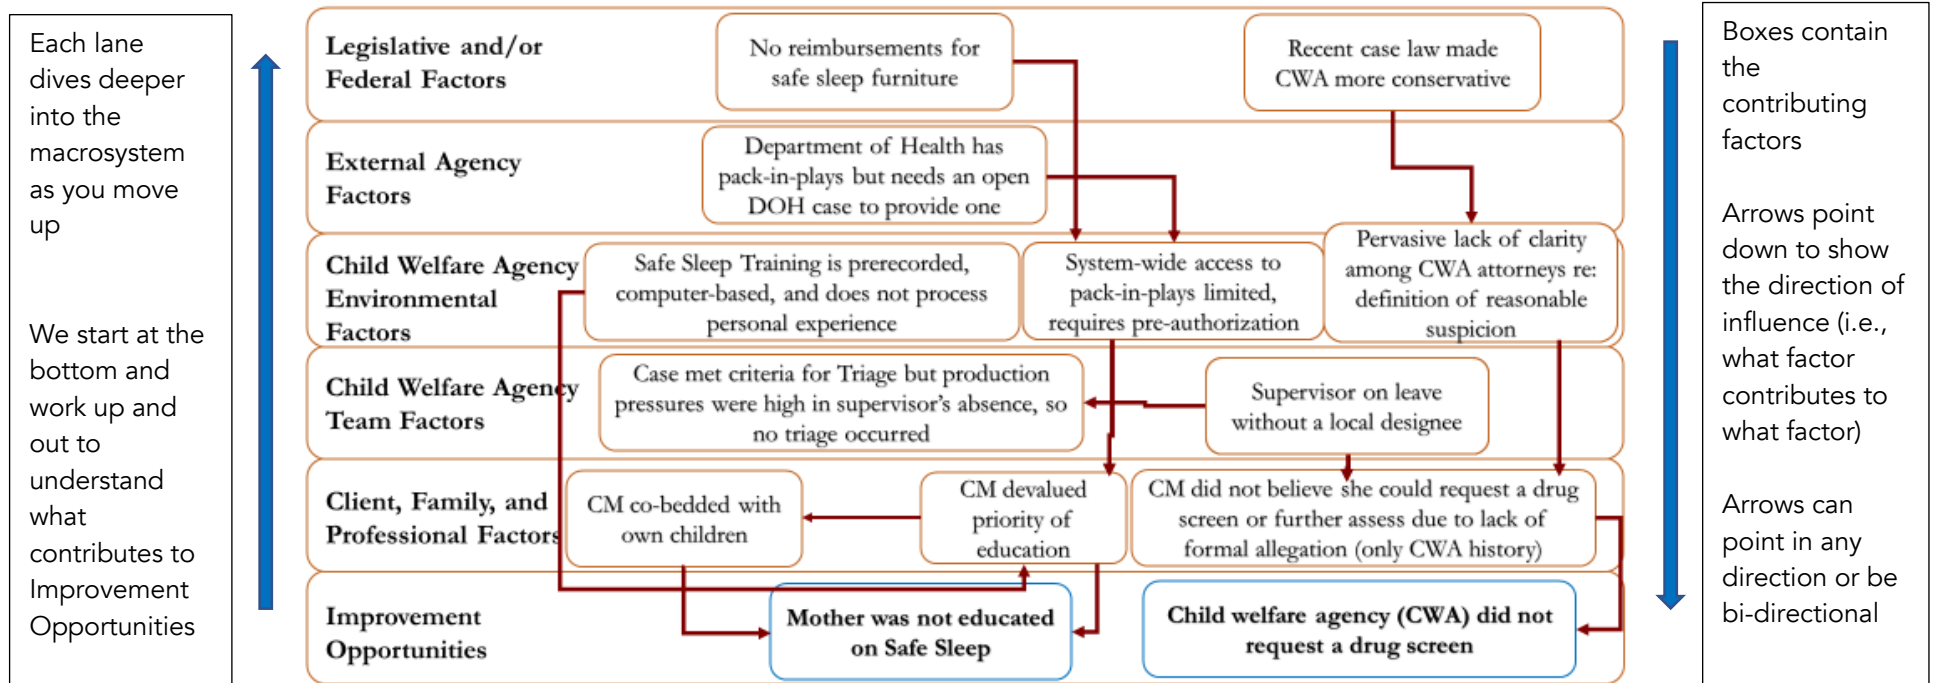 Each lane
dives deeper
into the
macrosystem
as you move
up
We start at the
bottom and
work up and
out to
understand
what
contributes to
Improvement
Opportunities
Legislative and/or
Federal Factors
No reimbursements for
safe sleep furniture
Recent case law made
CWA more conservative
External Agency
Factors
Department of Health has
pack-in-plays but needs an open
DOH case to provide one
Child Welfare Agency
Environmental
Factors
Safe Sleep Training is prerecorded,
computer-based, and does not process
personal experience
System-wide access to
pack-in-plays limited,
requires pre-authorization
Pervasive lack of clarity
among CWA attorneys re:
definition of reasonable
suspicion
Child Welfare Agency
Team Factors
Case met criteria for Triage but production
pressures were high in supervisor's absence, so
no triage occurred
Supervisor on leave
without a local designee
Client, Family, and
Professional Factors
CM co-bedded with
own children
CM devalued
priority of
education
CM did not believe she could request a drug
screen or further assess due to lack of
formal allegation (only CWA history)
Improvement
Opportunities
Mother was not educated
on Safe Sleep
Child welfare agency (CWA) did not
request a drug screen
Boxes contain
the
contributing
factors
Arrows point
down to show
the direction of
influence (i.e.,
what factor
contributes to
what factor)
Arrows can
point in any
direction or be
bi-directional